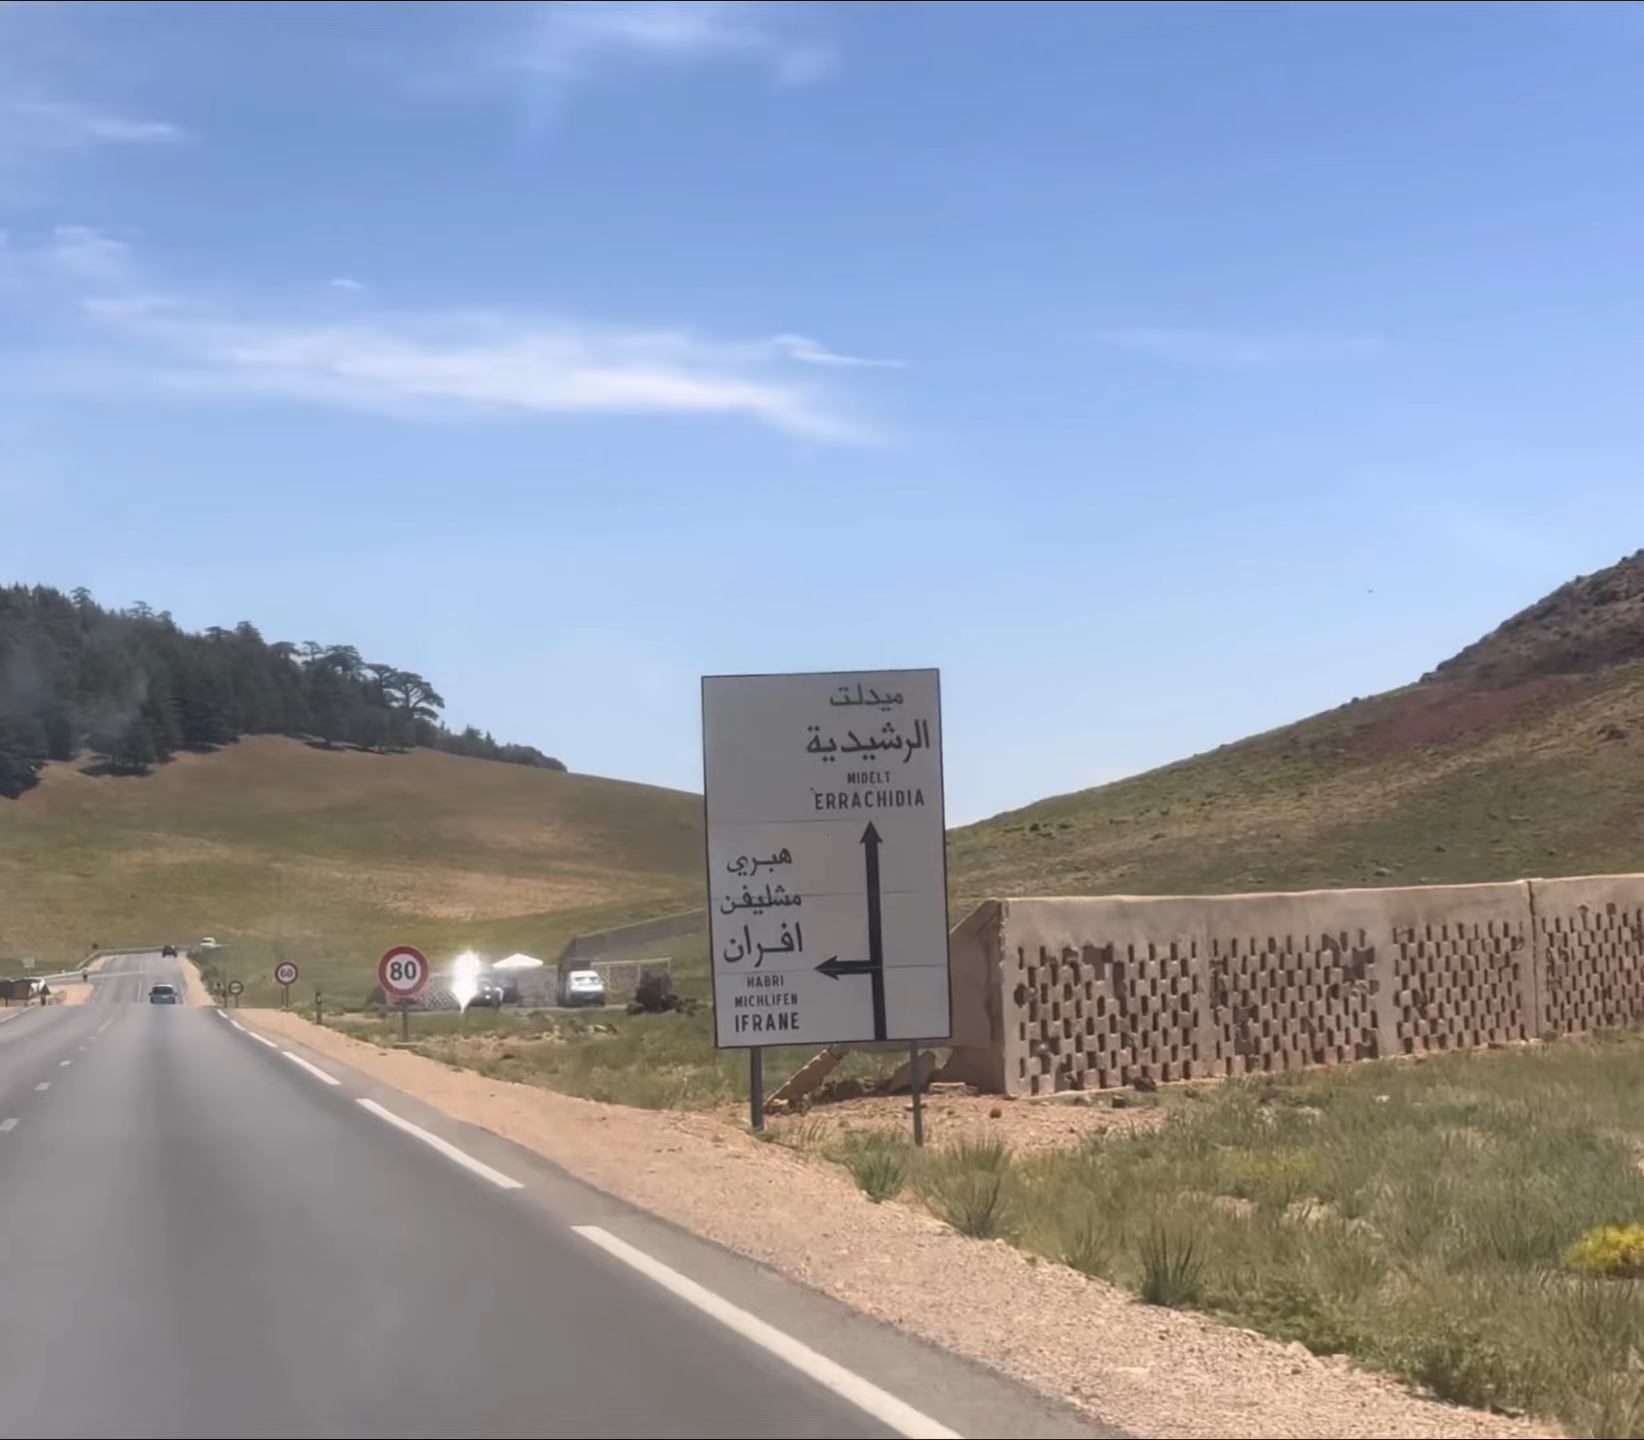 ميدلت
الرشيدية
MIDELT
ERRACHIDIA
هبري
مشليفن
افران
HABRI
MICHLIFEN
IFRANE
80
60